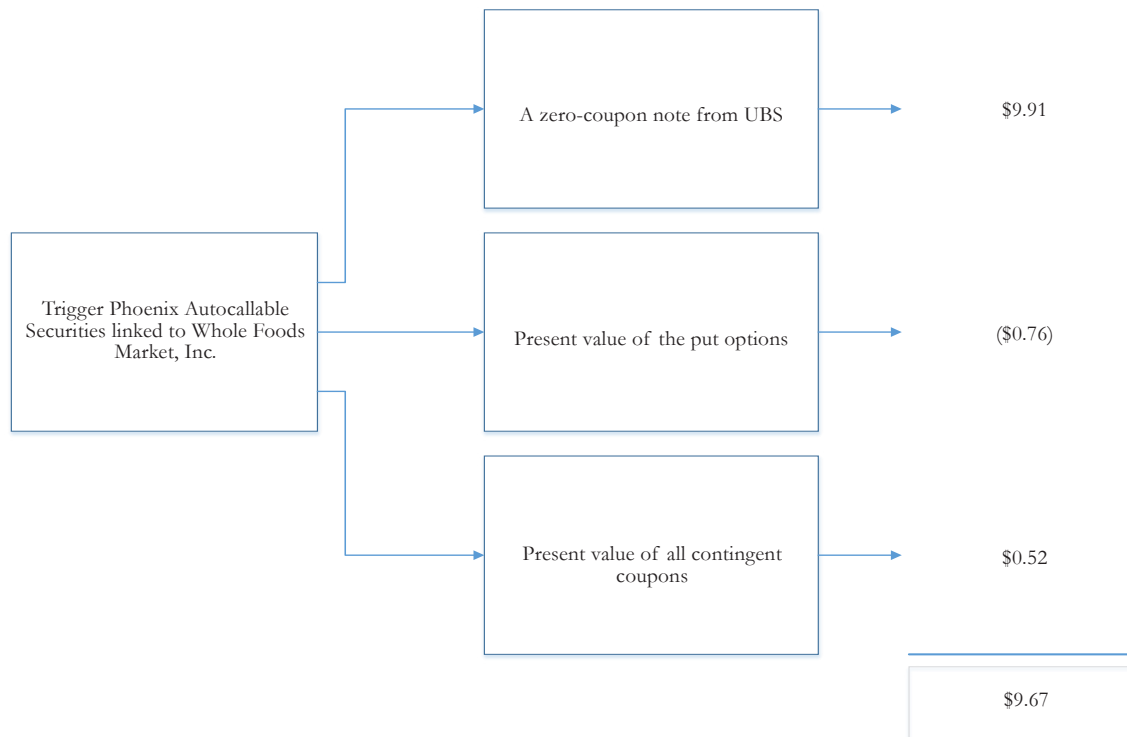 A zero-coupon note from UBS
$9.91
Trigger Phoenix Autocallable
Securities linked to Whole Foods
Market, Inc.
Present value of the put options
($0.76)
Present value of all contingent
coupons
$0.52
$9.67